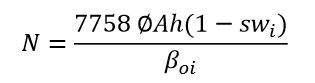 N = 7758 ∅Ah(1 − sw_i) / β_oi